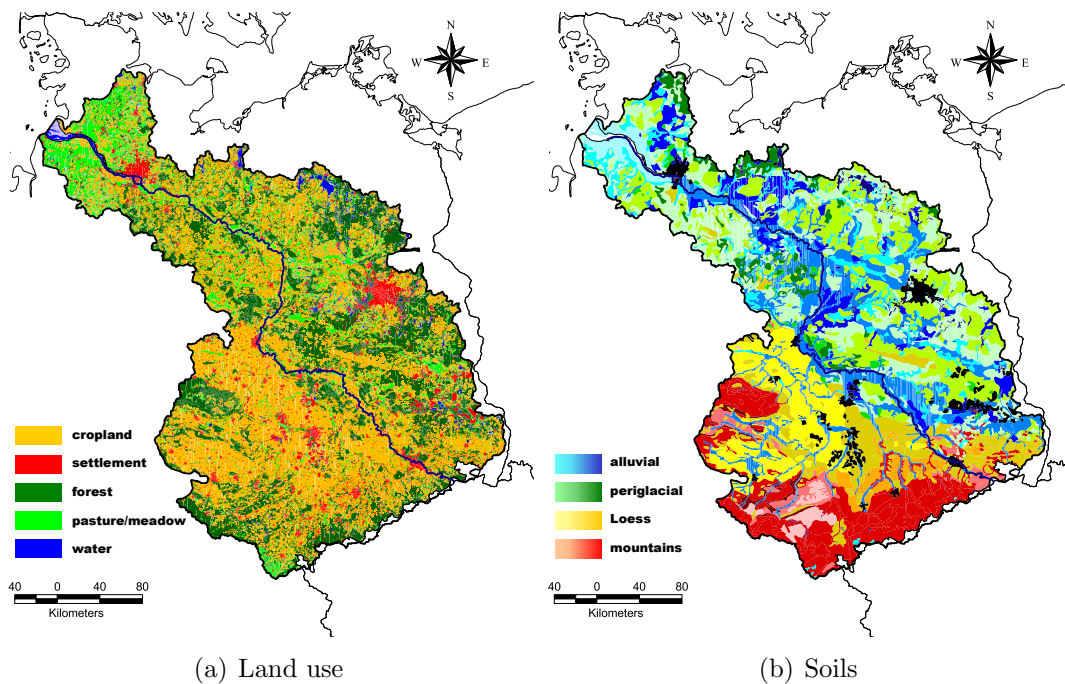 N
W E
S
cropland
settlement
forest
pasture/meadow
water
40 0 40 80
Kilometers
(a) Land use
N
W E
S
alluvial
periglacial
Loess
mountains
40 0 40 80
Kilometers
(b) Soils